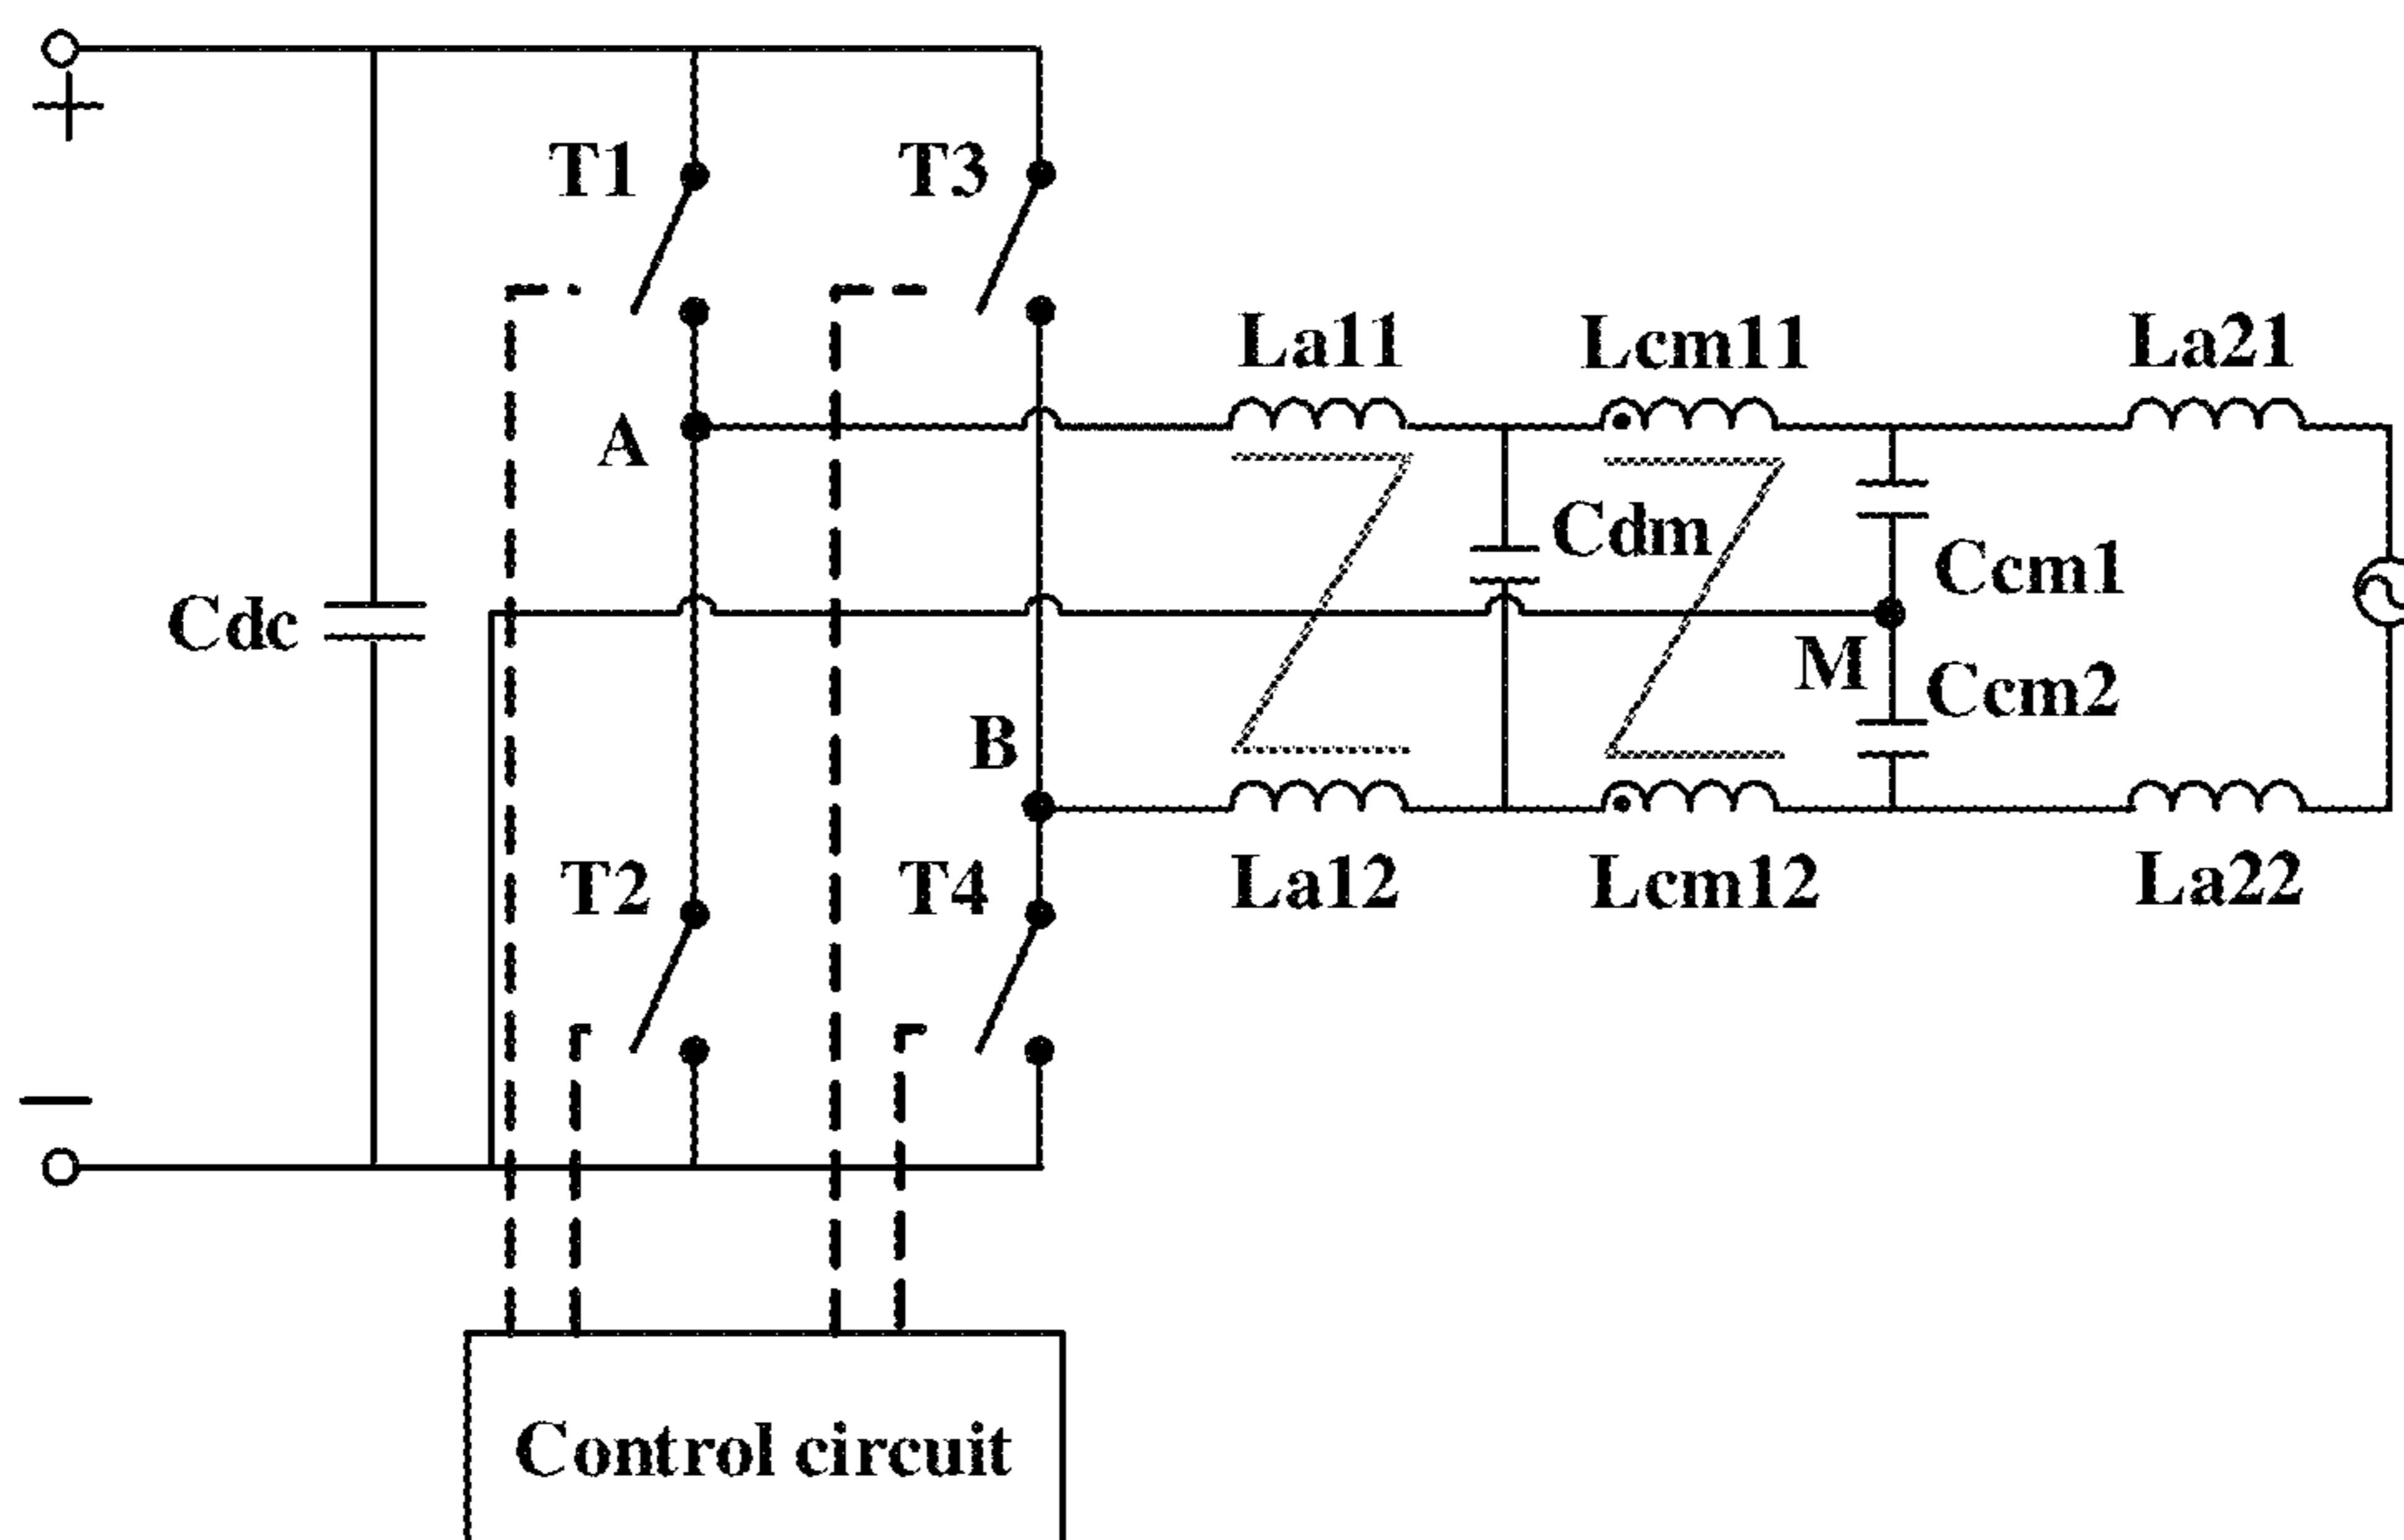 +
T1
T3
La11
Lcm11
La21
A
Cdm
Ccm1
Cdc
M
Ccm2
B
T2
T4
La12
Lcm12
La22
−
Control circuit